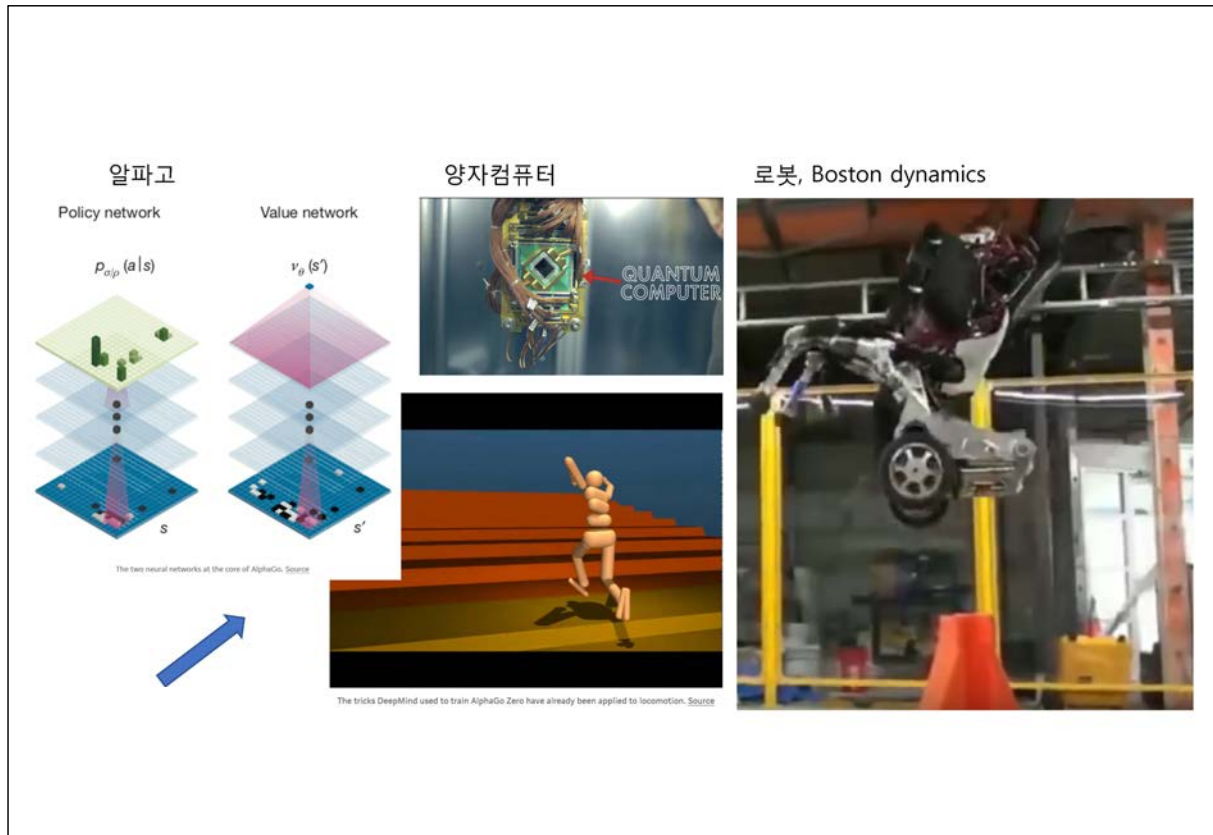 알파고
Policy network
Value network
pσ/ρ (a|s)
νθ (s′)
s
s′
The two neural networks at the core of AlphaGo. Source
양자컴퓨터
QUANTUM
COMPUTER
The tricks DeepMind used to train AlphaGo Zero have already been applied to locomotion. Source
로봇, Boston dynamics